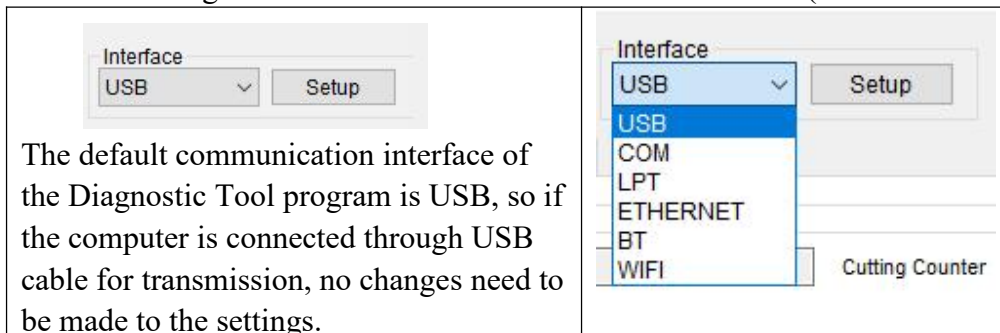 Interface
USB Setup
The default communication interface of
the Diagnostic Tool program is USB, so if
the computer is connected through USB
cable for transmission, no changes need to
be made to the settings.
Interface
USB Setup
USB
COM
LPT
ETHERNET
BT
WIFI
Cutting Counter